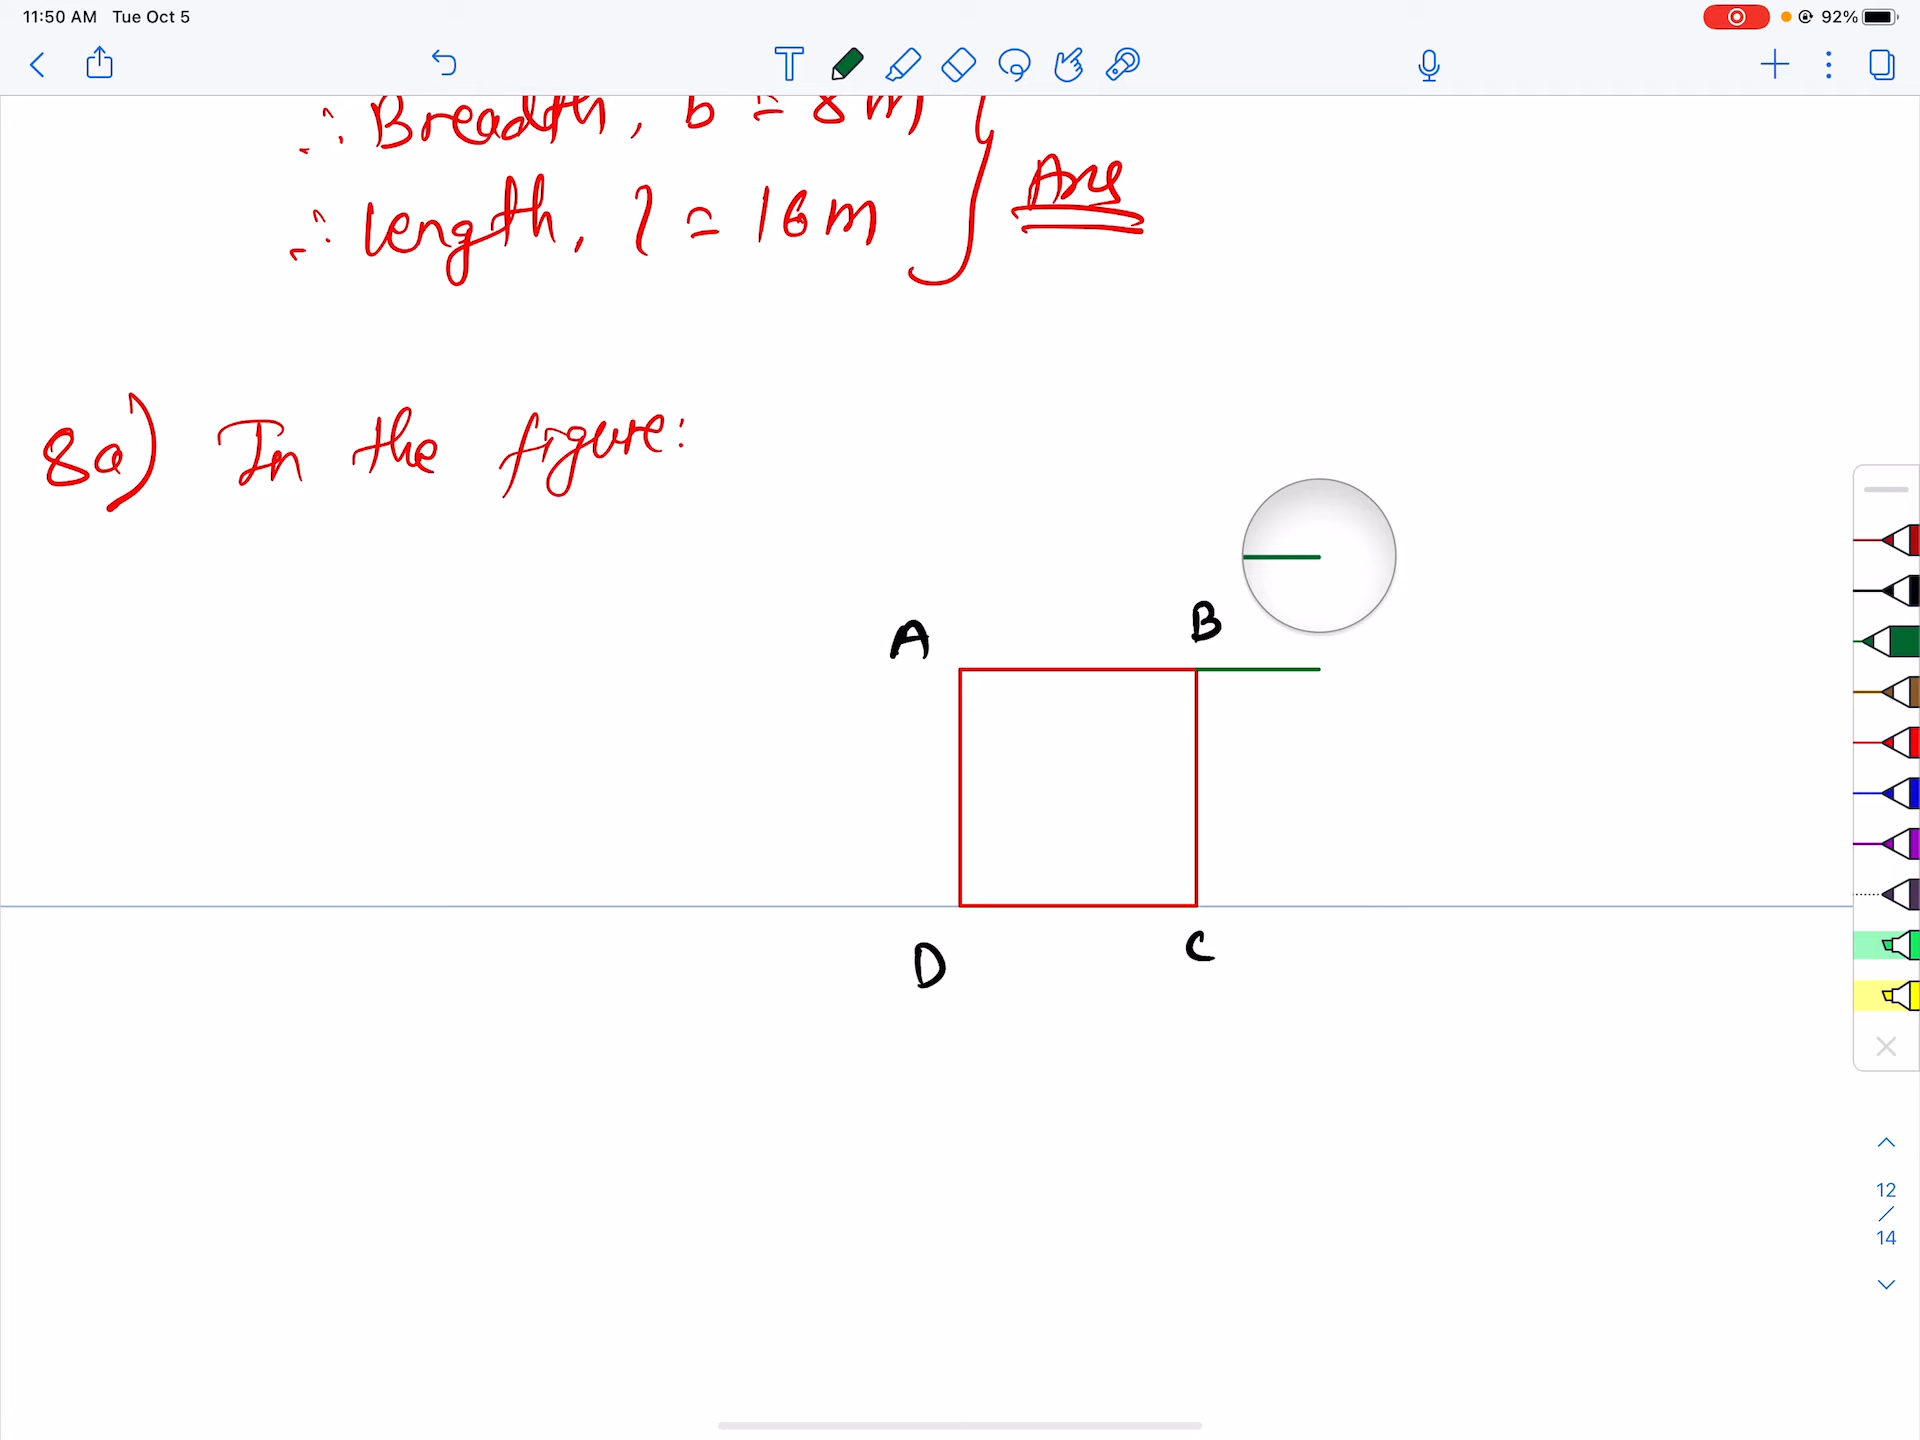 11:50 AM Tue Oct 5
92%
∴ Breadth, b = 8 m
∴ length, l = 16 m
Ans
8a) In the figure:
A
B
D
C
12
/
14